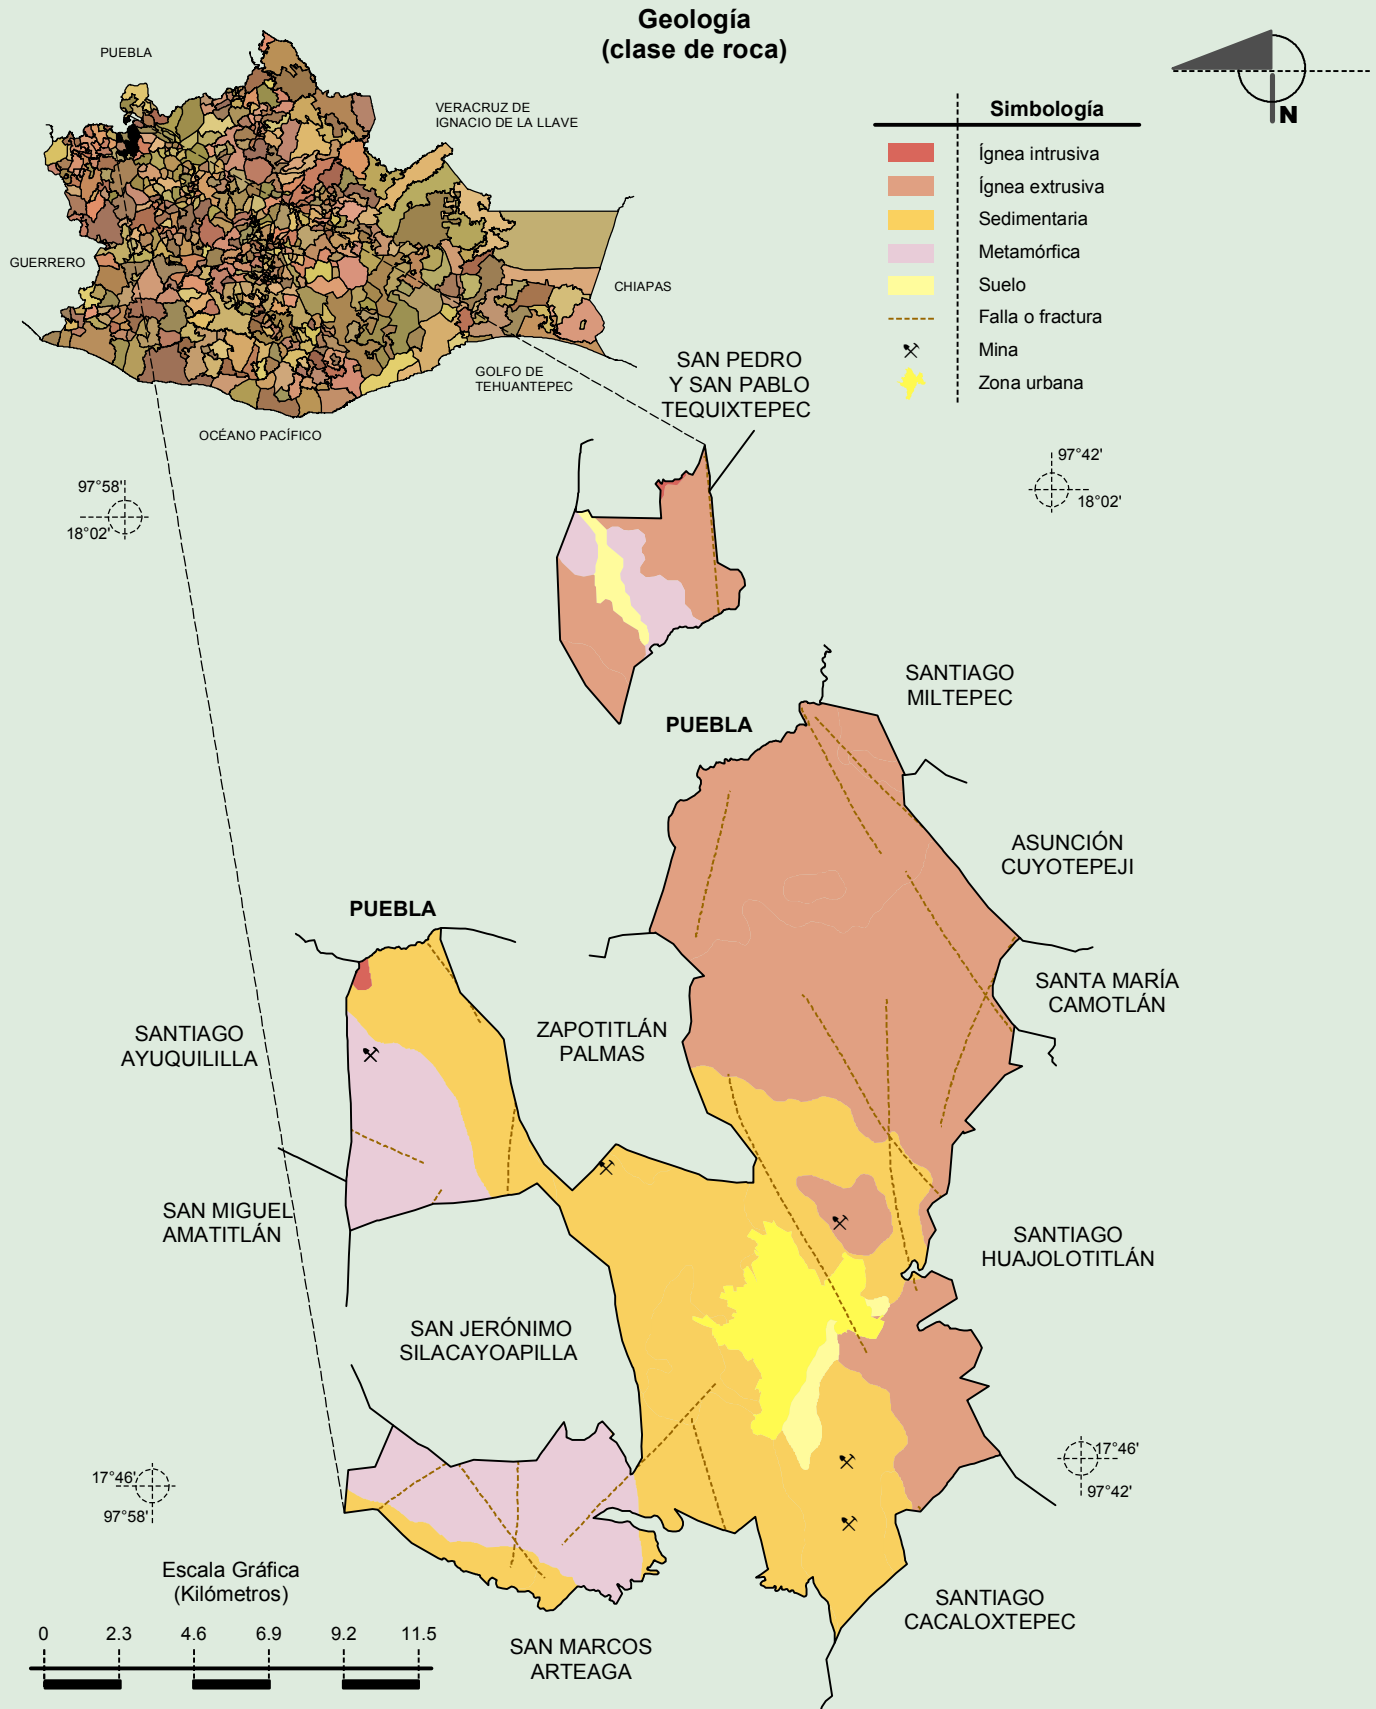 Geología
(clase de roca)
PUEBLA
VERACRUZ DE
IGNACIO DE LA LLAVE
GUERRERO
CHIAPAS
GOLFO DE
TEHUANTEPEC
OCÉANO PACÍFICO
N
Simbología
Ígnea intrusiva
Ígnea extrusiva
Sedimentaria
Metamórfica
Suelo
Falla o fractura
Mina
Zona urbana
SAN PEDRO
Y SAN PABLO
TEQUIXTEPEC
97°58'
18°02'
97°42'
18°02'
SANTIAGO
MILTEPEC
PUEBLA
ASUNCIÓN
CUYOTEPEJI
PUEBLA
SANTA MARÍA
CAMOTLÁN
SANTIAGO
AYUQUILILLA
ZAPOTITLÁN
PALMAS
SAN MIGUEL
AMATITLÁN
SANTIAGO
HUAJOLOTITLÁN
SAN JERÓNIMO
SILACAYOAPILLA
17°46'
97°58'
17°46'
97°42'
Escala Gráfica
(Kilómetros)
0 2.3 4.6 6.9 9.2 11.5
SANTIAGO
CACALOXTEPEC
SAN MARCOS
ARTEAGA